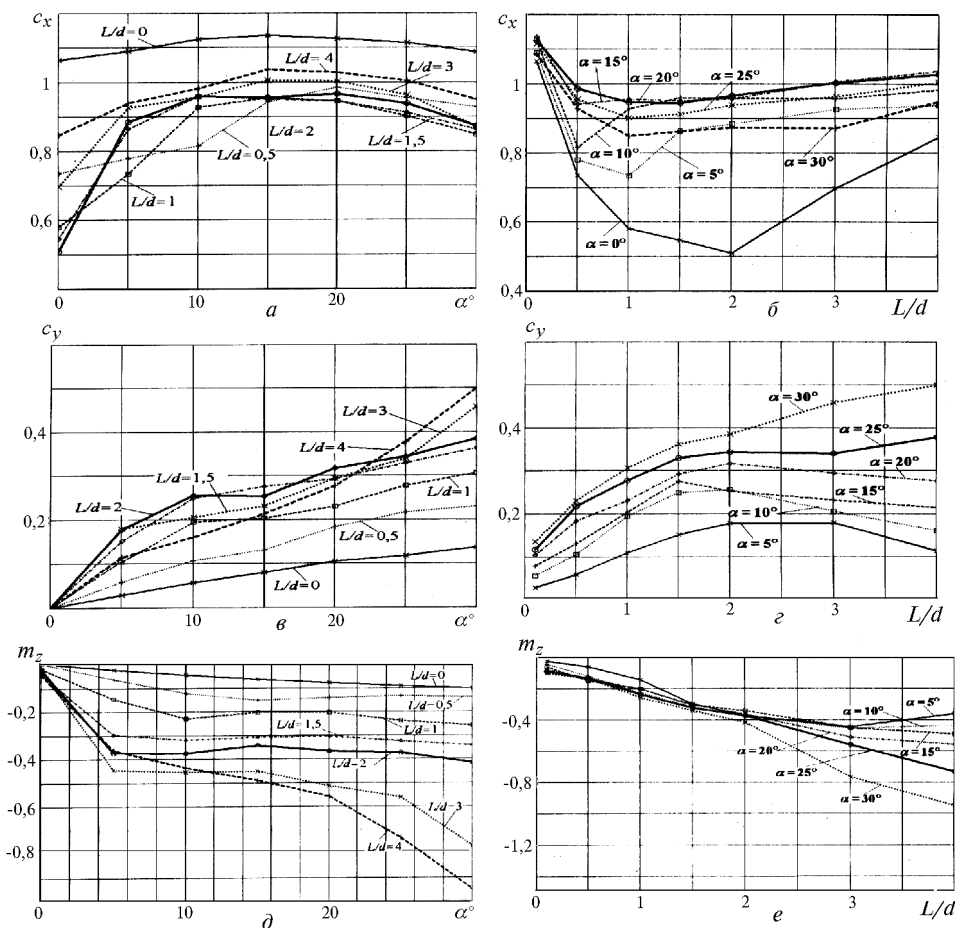 c_x
L/d=0
L/d=4
L/d=3
L/d=2
L/d=0,5
L/d=1,5
L/d=1
1
0,8
0,6
0
10
20
α°
а
c_x
α=15°
α=20°
α=25°
α=10°
α=5°
α=30°
α=0°
1
0,8
0,6
0,4
0
1
2
3
L/d
б
c_y
L/d=3
L/d=4
L/d=1,5
L/d=2
L/d=1
L/d=0,5
L/d=0
0,4
0,2
0
10
20
α°
в
c_y
α=30°
α=25°
α=20°
α=15°
α=10°
α=5°
0,4
0,2
0
1
2
3
L/d
г
m_z
L/d=0
L/d=0,5
L/d=1
L/d=1,5
L/d=2
L/d=3
L/d=4
-0,2
-0,4
-0,6
-0,8
0
10
20
α°
д
m_z
0
α=5°
α=10°
α=15°
α=20°
α=25°
α=30°
-0,4
-0,8
-1,2
0
1
2
3
L/d
е